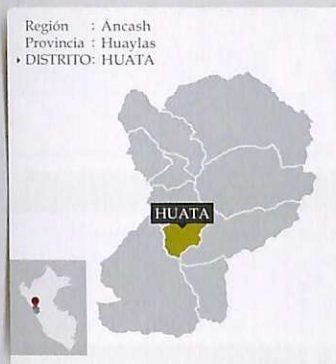 Región : Áncash
Provincia : Huaylas
DISTRITO: HUATA
HUATA